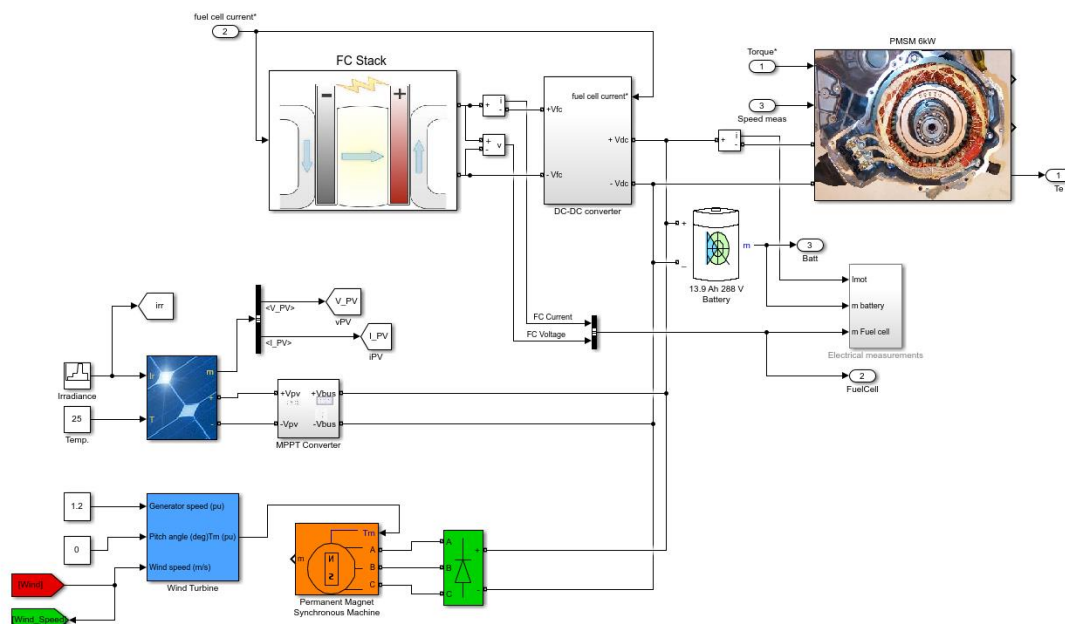 fuel cell current*
2
FC Stack
- +
+ i
-
+ v
-
+Vfc
-Vfc
fuel cell current*
+ Vdc
- Vdc
DC-DC converter
+ i
-
PMSM 6kW
Torque*
1
3
Speed meas
1
Te
+
_
m
13.9 Ah 288 V
Battery
3
Batt
Imot
m battery
m Fuel cell
Electrical measurements
FC Current
FC Voltage
2
FuelCell
irr
<V_PV>
<I_PV>
V_PV
vPV
I_PV
iPV
Irradiance
25
Temp.
Ir
T
m
+
-
+Vpv
-Vpv
+Vbus
-Vbus
MPPT Converter
1.2
0
Generator speed (pu)
Pitch angle (deg)Tm (pu)
Wind speed (m/s)
Wind Turbine
[Wind]
[Wind_Speed]
m
Tm
A
B
C
N
S
Permanent Magnet
Synchronous Machine
A
B
C
+
-